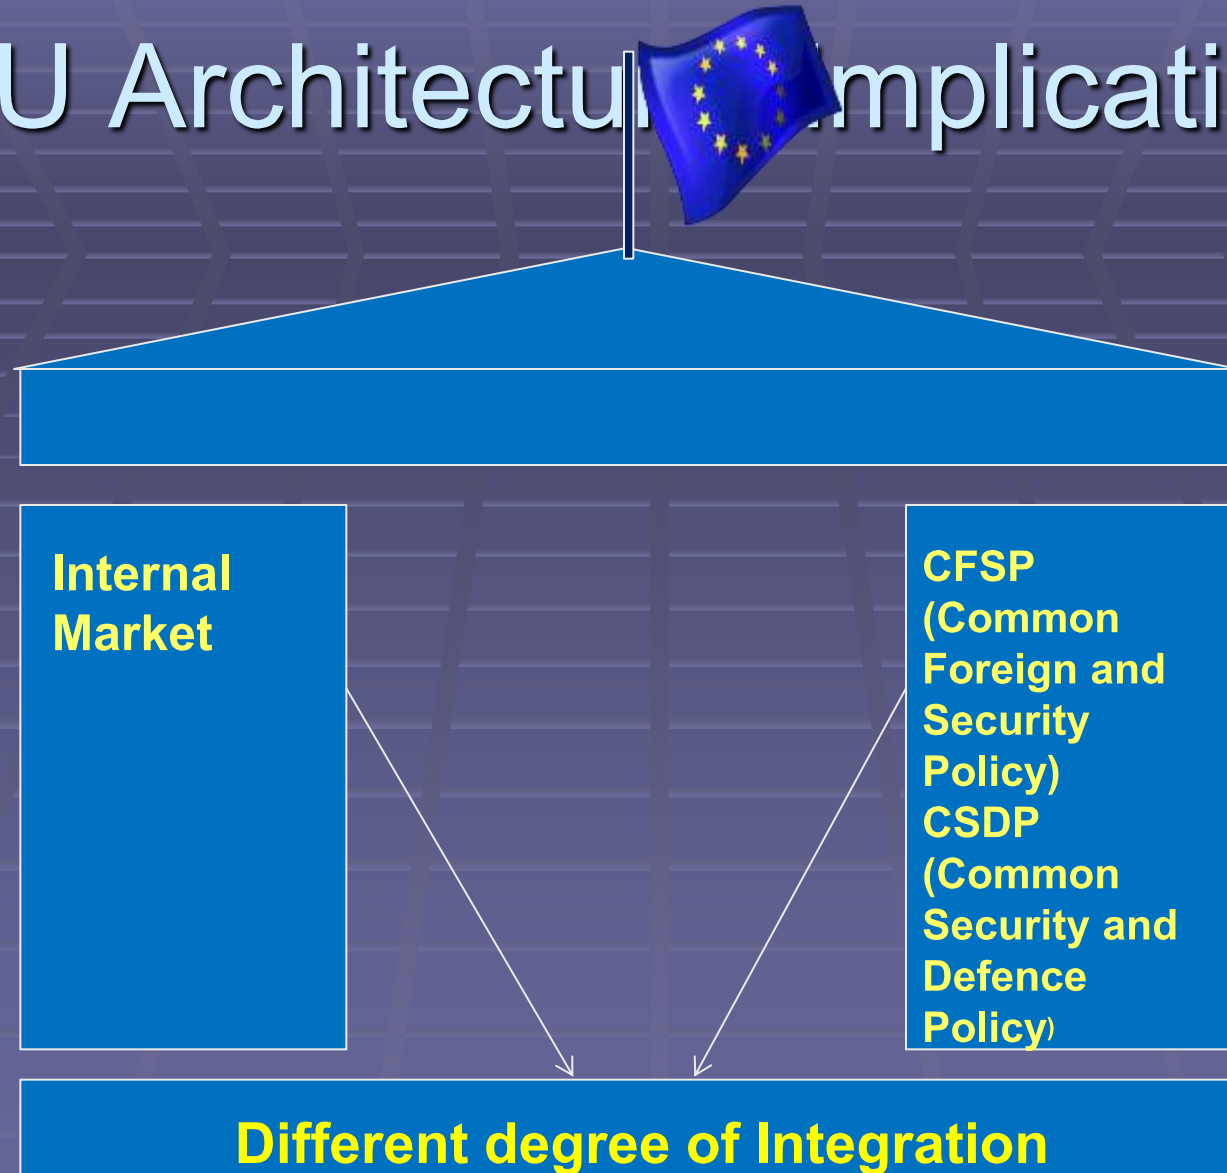 U Architectu mplicati
Internal
Market
CFSP
(Common
Foreign and
Security
Policy)
CSDP
(Common
Security and
Defence
Policy)
Different degree of Integration